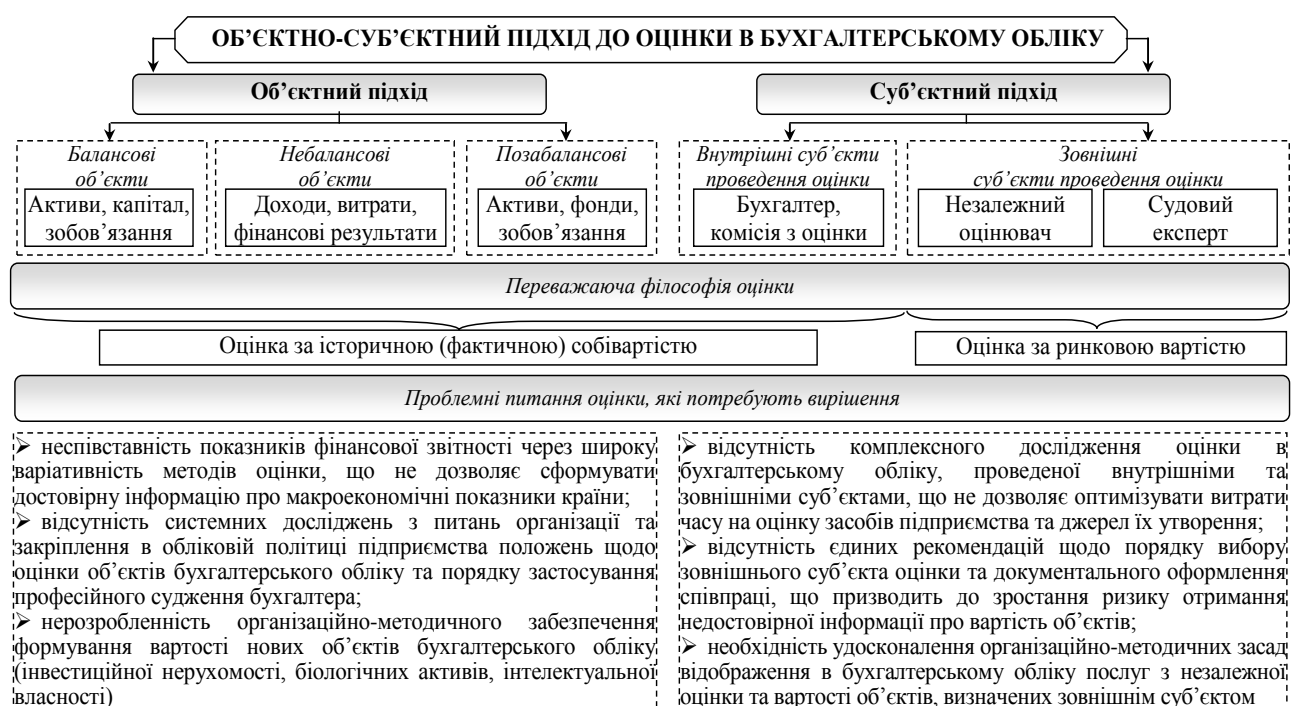 ОБ’ЄКТНО-СУБ’ЄКТНИЙ ПІДХІД ДО ОЦІНКИ В БУХГАЛТЕРСЬКОМУ ОБЛІКУ
Об’єктний підхід
Суб’єктний підхід
Балансові
об’єкти
Активи, капітал,
зобов’язання
Небалансові
об’єкти
Доходи, витрати,
фінансові результати
Позабалансові
об’єкти
Активи, фонди,
зобов’язання
Внутрішні суб’єкти
проведення оцінки
Бухгалтер,
комісія з оцінки
Зовнішні
суб’єкти проведення оцінки
Незалежний
оцінювач
Судовий
експерт
Переважаюча філософія оцінки
Оцінка за історичною (фактичною) собівартістю
Оцінка за ринковою вартістю
Проблемні питання оцінки, які потребують вирішення
➢ неспівставність показників фінансової звітності через широку
варіативність методів оцінки, що не дозволяє сформувати
достовірну інформацію про макроекономічні показники країни;
➢ відсутність системних досліджень з питань організації та
закріплення в обліковій політиці підприємства положень щодо
оцінки об’єктів бухгалтерського обліку та порядку застосування
професійного судження бухгалтера;
➢ нерозробленність організаційно-методичного забезпечення
формування вартості нових об’єктів бухгалтерського обліку
(інвестиційної нерухомості, біологічних активів, інтелектуальної
власності)
➢ відсутність комплексного дослідження оцінки в
бухгалтерському обліку, проведеної внутрішніми та
зовнішніми суб’єктами, що не дозволяє оптимізувати витрати
часу на оцінку засобів підприємства та джерел їх утворення;
➢ відсутність єдиних рекомендацій щодо порядку вибору
зовнішнього суб’єкта оцінки та документального оформлення
співпраці, що призводить до зростання ризику отримання
недостовірної інформації про вартість об’єктів;
➢ необхідність удосконалення організаційно-методичних засад
відображення в бухгалтерському обліку послуг з незалежної
оцінки та вартості об’єктів, визначених зовнішнім суб’єктом